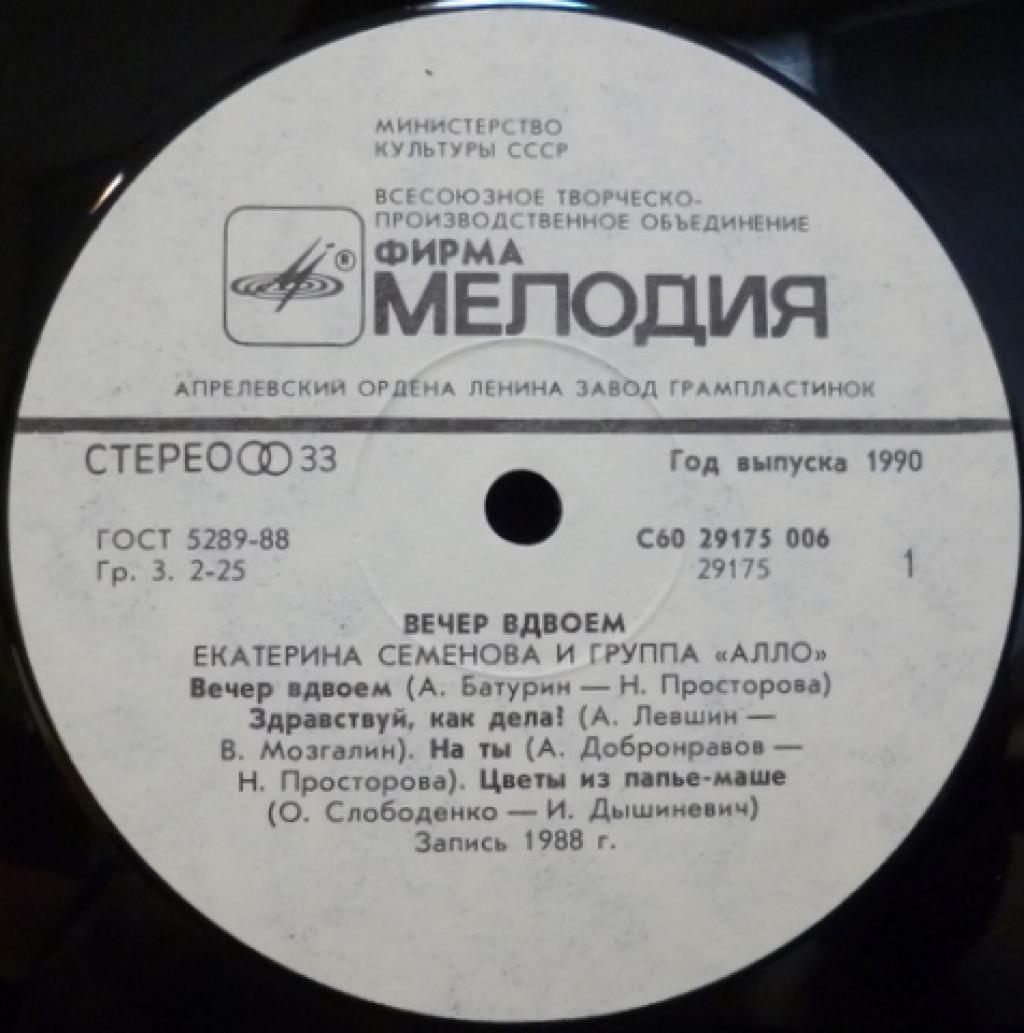 МИНИСТЕРСТВО
КУЛЬТУРЫ СССР
ВСЕСОЮЗНОЕ ТВОРЧЕСКО-
ПРОИЗВОДСТВЕННОЕ ОБЪЕДИНЕНИЕ
ФИРМА
®
МЕЛОДИЯ
АПРЕЛЕВСКИЙ ОРДЕНА ЛЕНИНА ЗАВОД ГРАМПЛАСТИНОК
СТЕРЕО 33
Год выпуска 1990
ГОСТ 5289-88
Гр. 3. 2-25
С60 29175 006
29175
1
ВЕЧЕР ВДВОЕМ
ЕКАТЕРИНА СЕМЕНОВА И ГРУППА «АЛЛО»
Вечер вдвоем (А. Батурин — Н. Просторова)
Здравствуй, как дела! (А. Левшин —
В. Мозгалин). На ты (А. Добронравов —
Н. Просторова). Цветы из папье-маше
(О. Слободенко — И. Дышиневич)
Запись 1988 г.